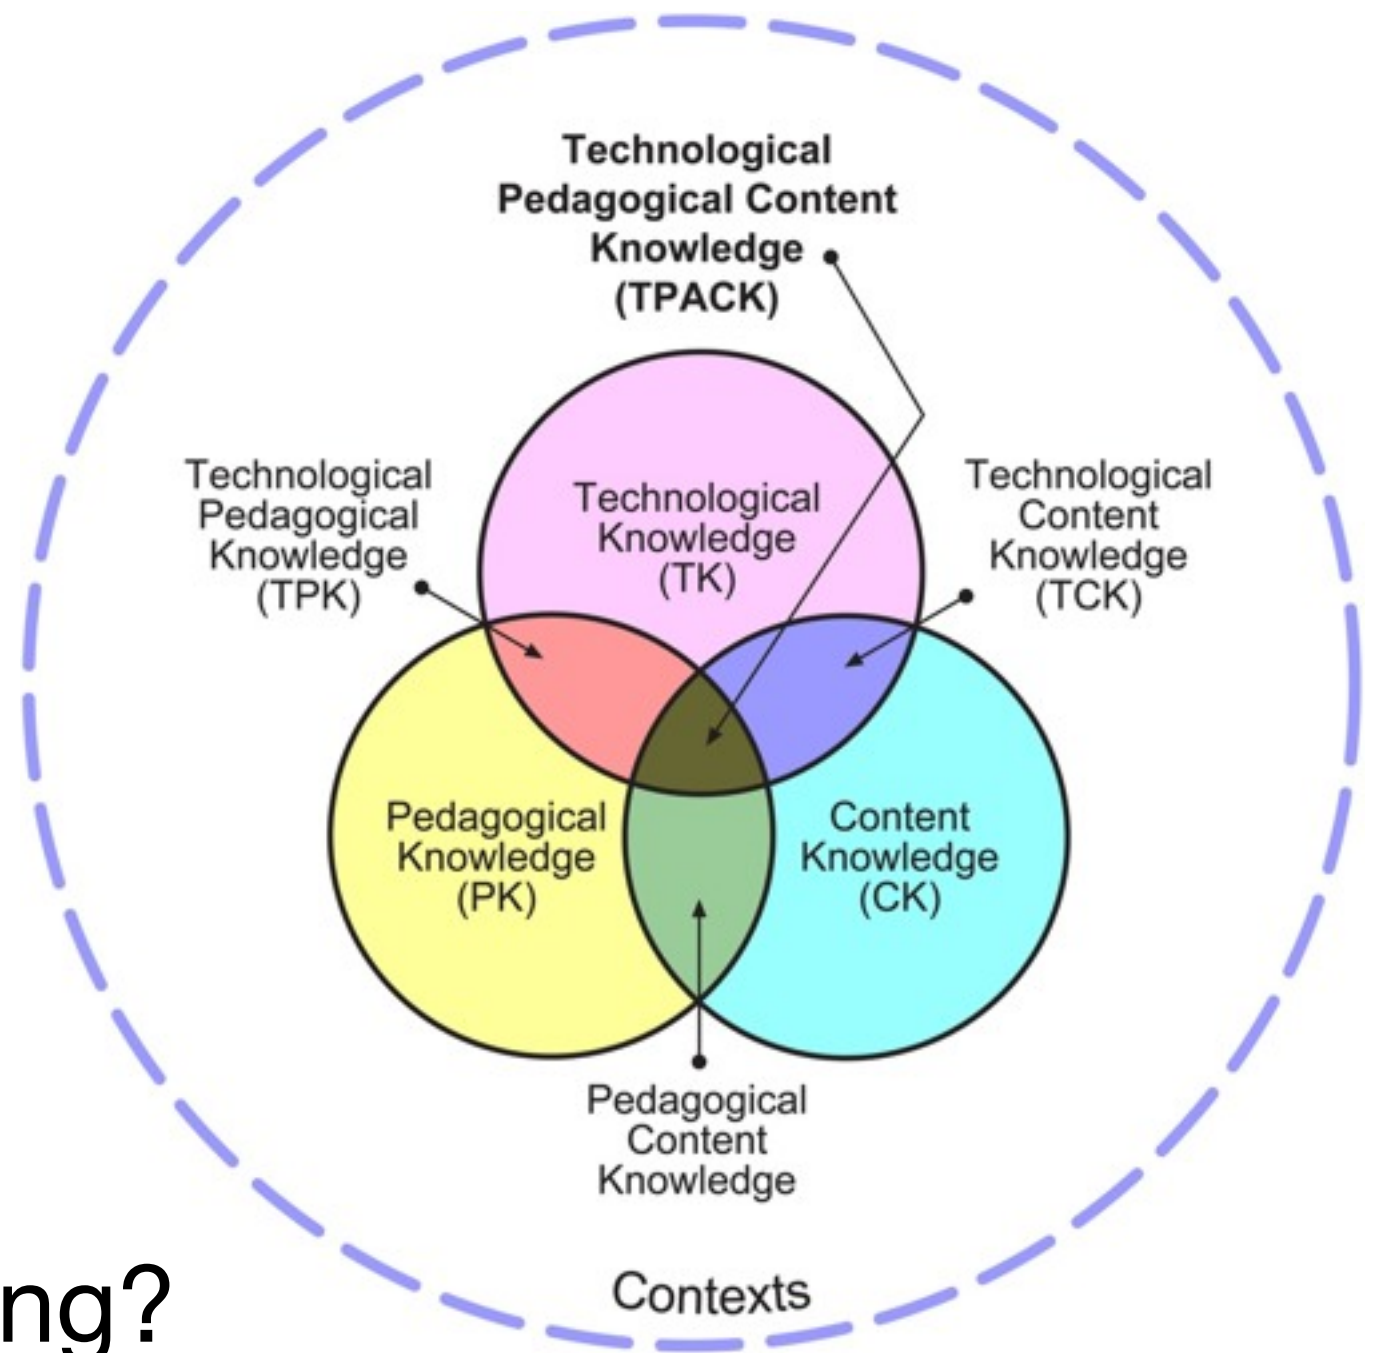 Technological
Pedagogical Content
Knowledge
(TPACK)
Technological
Pedagogical
Knowledge
(TPK)
Technological
Knowledge
(TK)
Technological
Content
Knowledge
(TCK)
Pedagogical
Knowledge
(PK)
Content
Knowledge
(CK)
Pedagogical
Content
Knowledge
Contexts
ng?